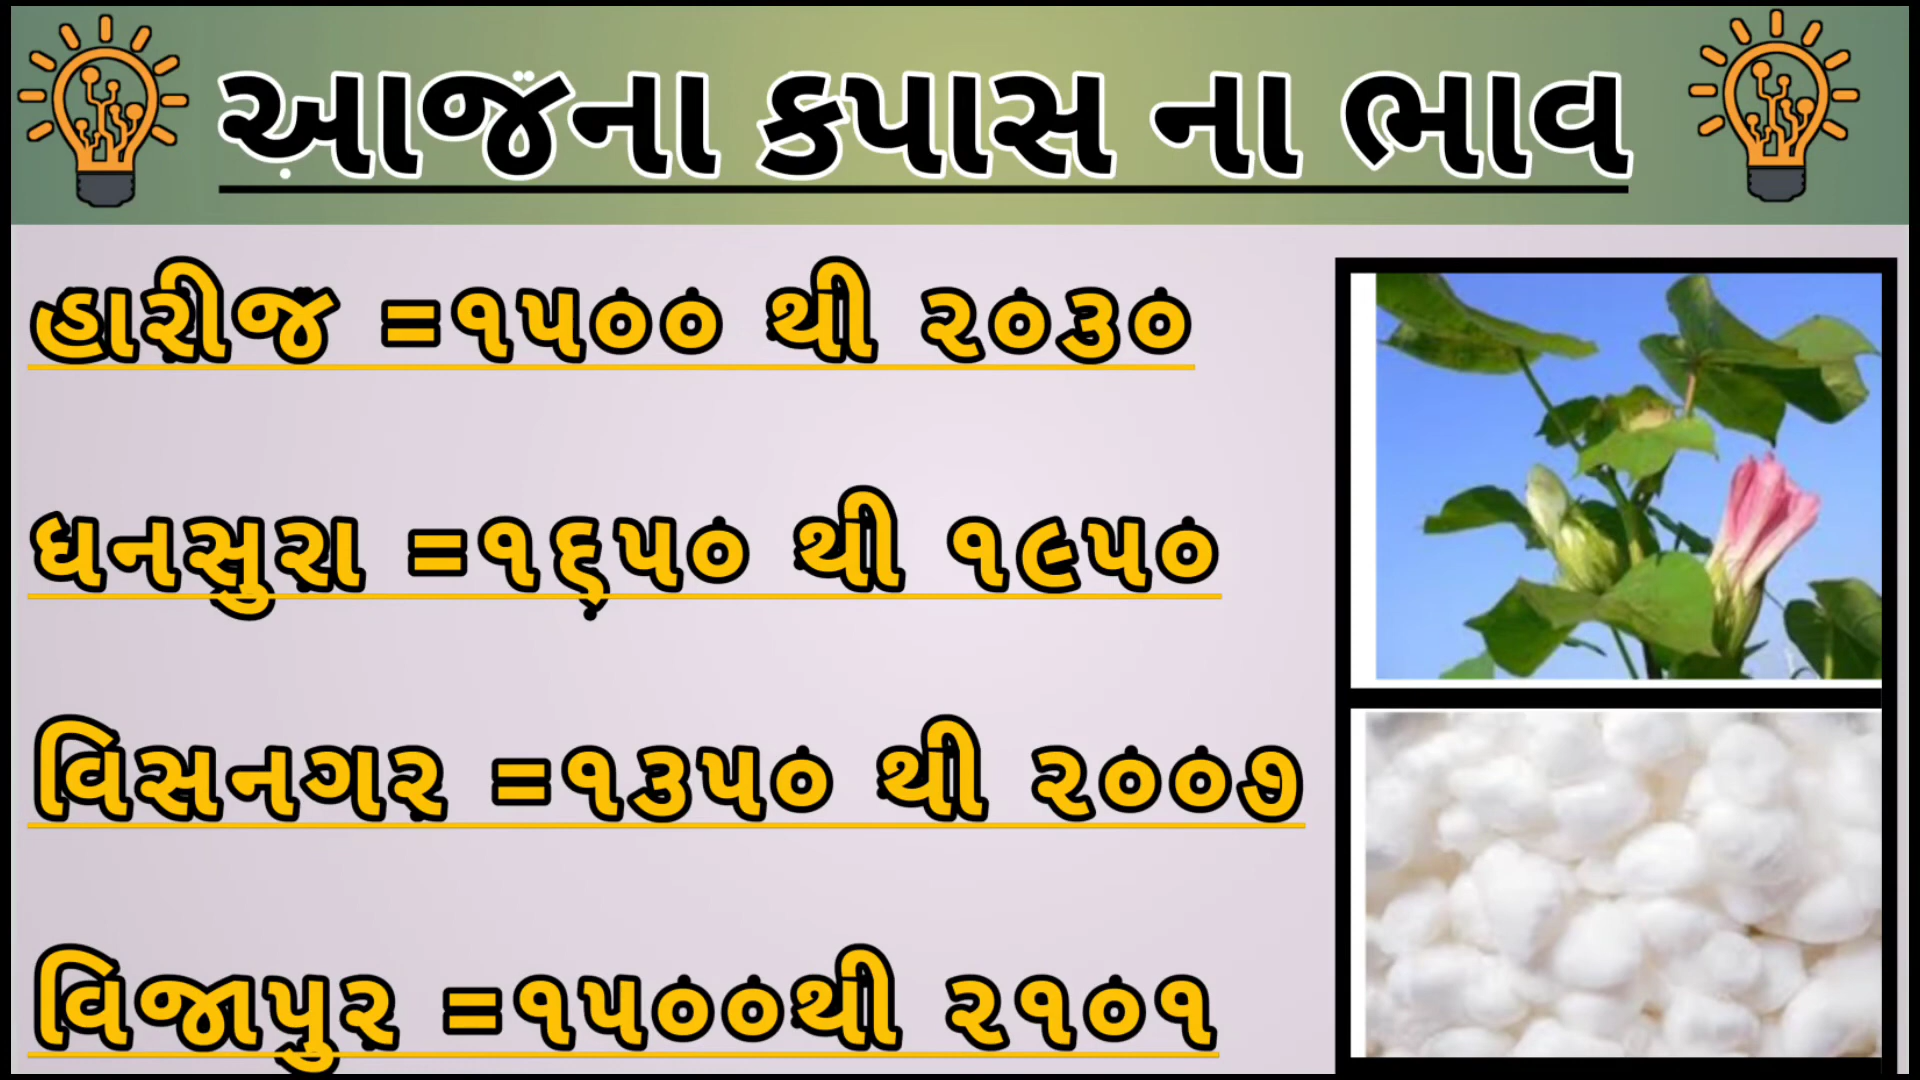 આજના કપાસ ના ભાવ
હારીજ =૧૫૦૦ થી ૨૦૩૦
ધનસુરા =૧૬૫૦ થી ૧૯૫૦
વિસનગર =૧૩૫૦ થી ૨૦૦૭
વિજાપુર =૧૫૦૦થી ૨૧૦૧